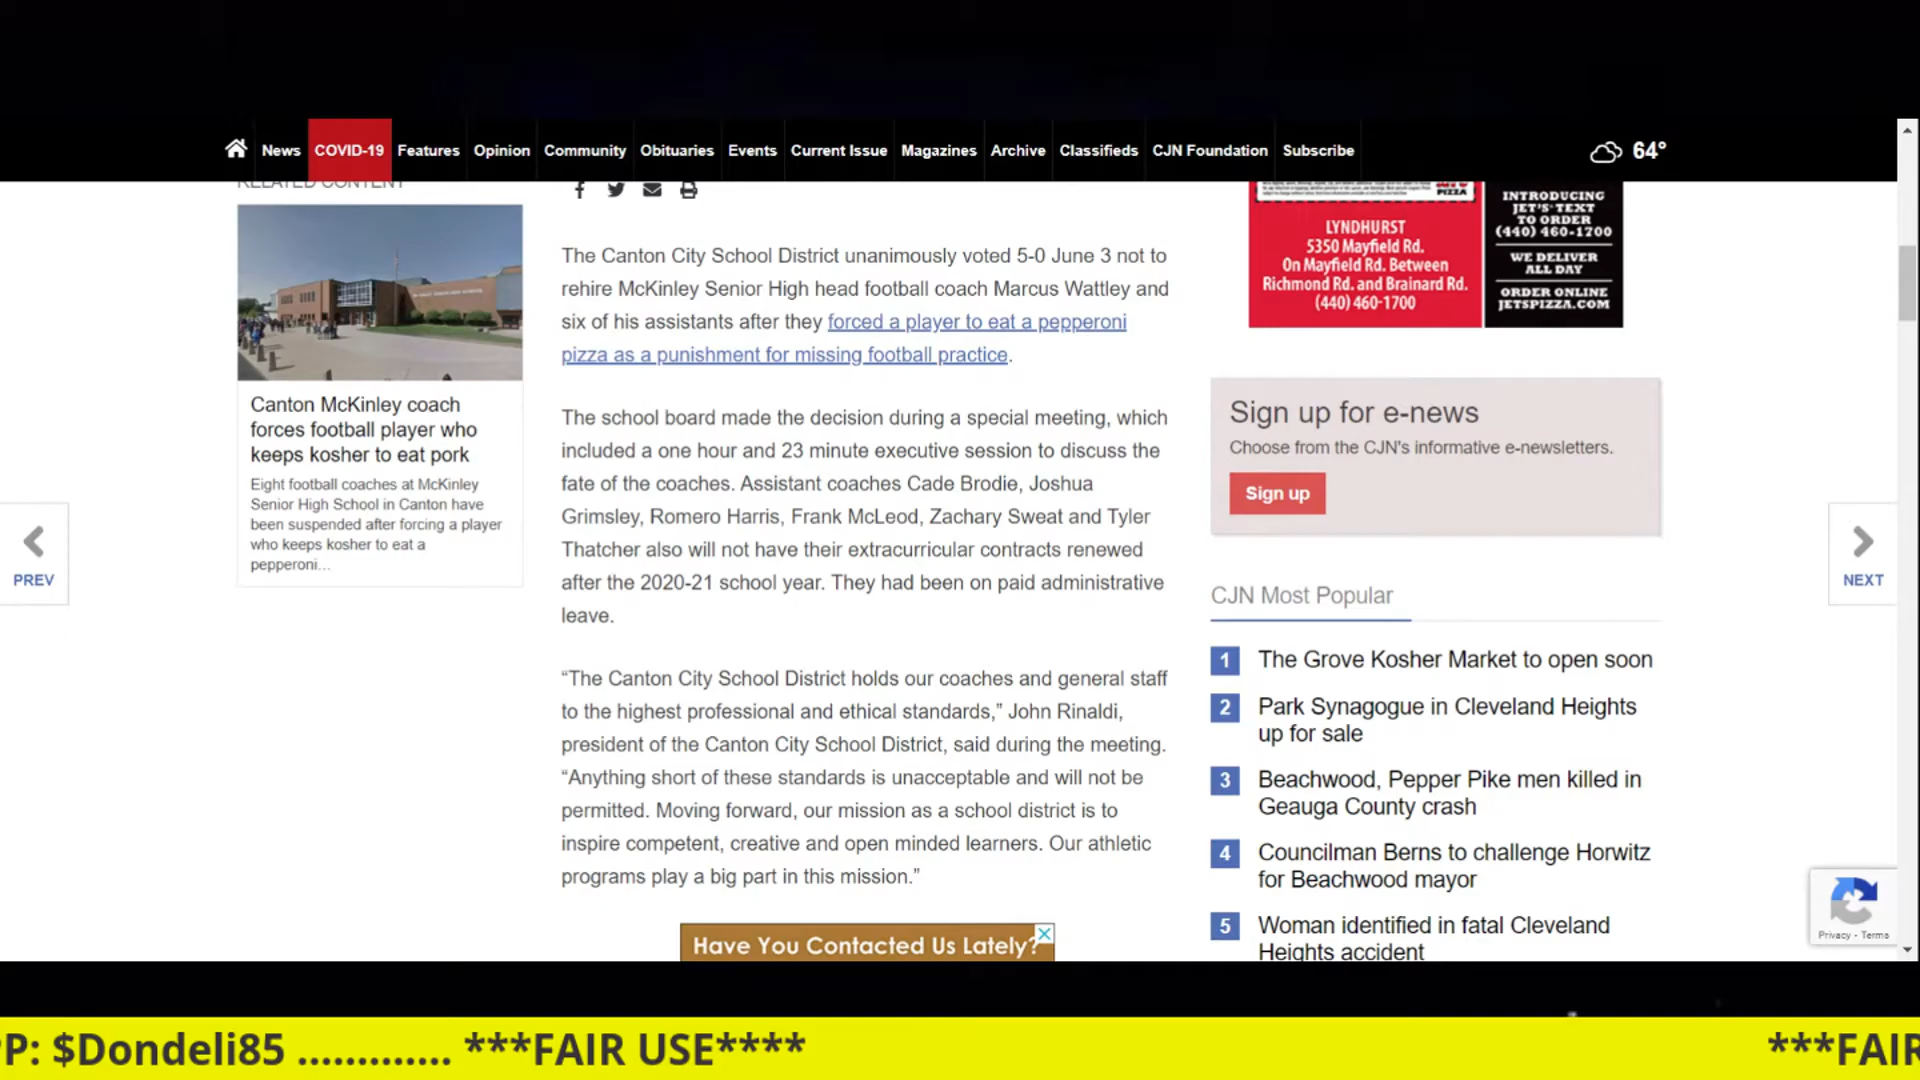 News COVID-19 Features Opinion Community Obituaries Events Current Issue Magazines Archive Classifieds CJN Foundation Subscribe 64°
RELATED CONTENT
Canton McKinley coach
forces football player who
keeps kosher to eat pork
Eight football coaches at McKinley
Senior High School in Canton have
been suspended after forcing a player
who keeps kosher to eat a
pepperoni...
PREV
The Canton City School District unanimously voted 5-0 June 3 not to
rehire McKinley Senior High head football coach Marcus Wattley and
six of his assistants after they forced a player to eat a pepperoni
pizza as a punishment for missing football practice.
The school board made the decision during a special meeting, which
included a one hour and 23 minute executive session to discuss the
fate of the coaches. Assistant coaches Cade Brodie, Joshua
Grimsley, Romero Harris, Frank McLeod, Zachary Sweat and Tyler
Thatcher also will not have their extracurricular contracts renewed
after the 2020-21 school year. They had been on paid administrative
leave.
“The Canton City School District holds our coaches and general staff
to the highest professional and ethical standards,” John Rinaldi,
president of the Canton City School District, said during the meeting.
“Anything short of these standards is unacceptable and will not be
permitted. Moving forward, our mission as a school district is to
inspire competent, creative and open minded learners. Our athletic
programs play a big part in this mission.”
Have You Contacted Us Lately?
PIZZA
LYNDHURST
5350 Mayfield Rd.
On Mayfield Rd. Between
Richmond Rd. and Brainard Rd.
(440) 460-1700
INTRODUCING
JET'S® TEXT
TO ORDER
(440) 460-1700
WE DELIVER
ALL DAY
ORDER ONLINE
JETSPIZZA.COM
Sign up for e-news
Choose from the CJN's informative e-newsletters.
Sign up
CJN Most Popular
1 The Grove Kosher Market to open soon
2 Park Synagogue in Cleveland Heights
up for sale
3 Beachwood, Pepper Pike men killed in
Geauga County crash
4 Councilman Berns to challenge Horwitz
for Beachwood mayor
5 Woman identified in fatal Cleveland
Heights accident
NEXT
Privacy - Terms
P: $Dondeli85 ............. ***FAIR USE**** ***FAIR